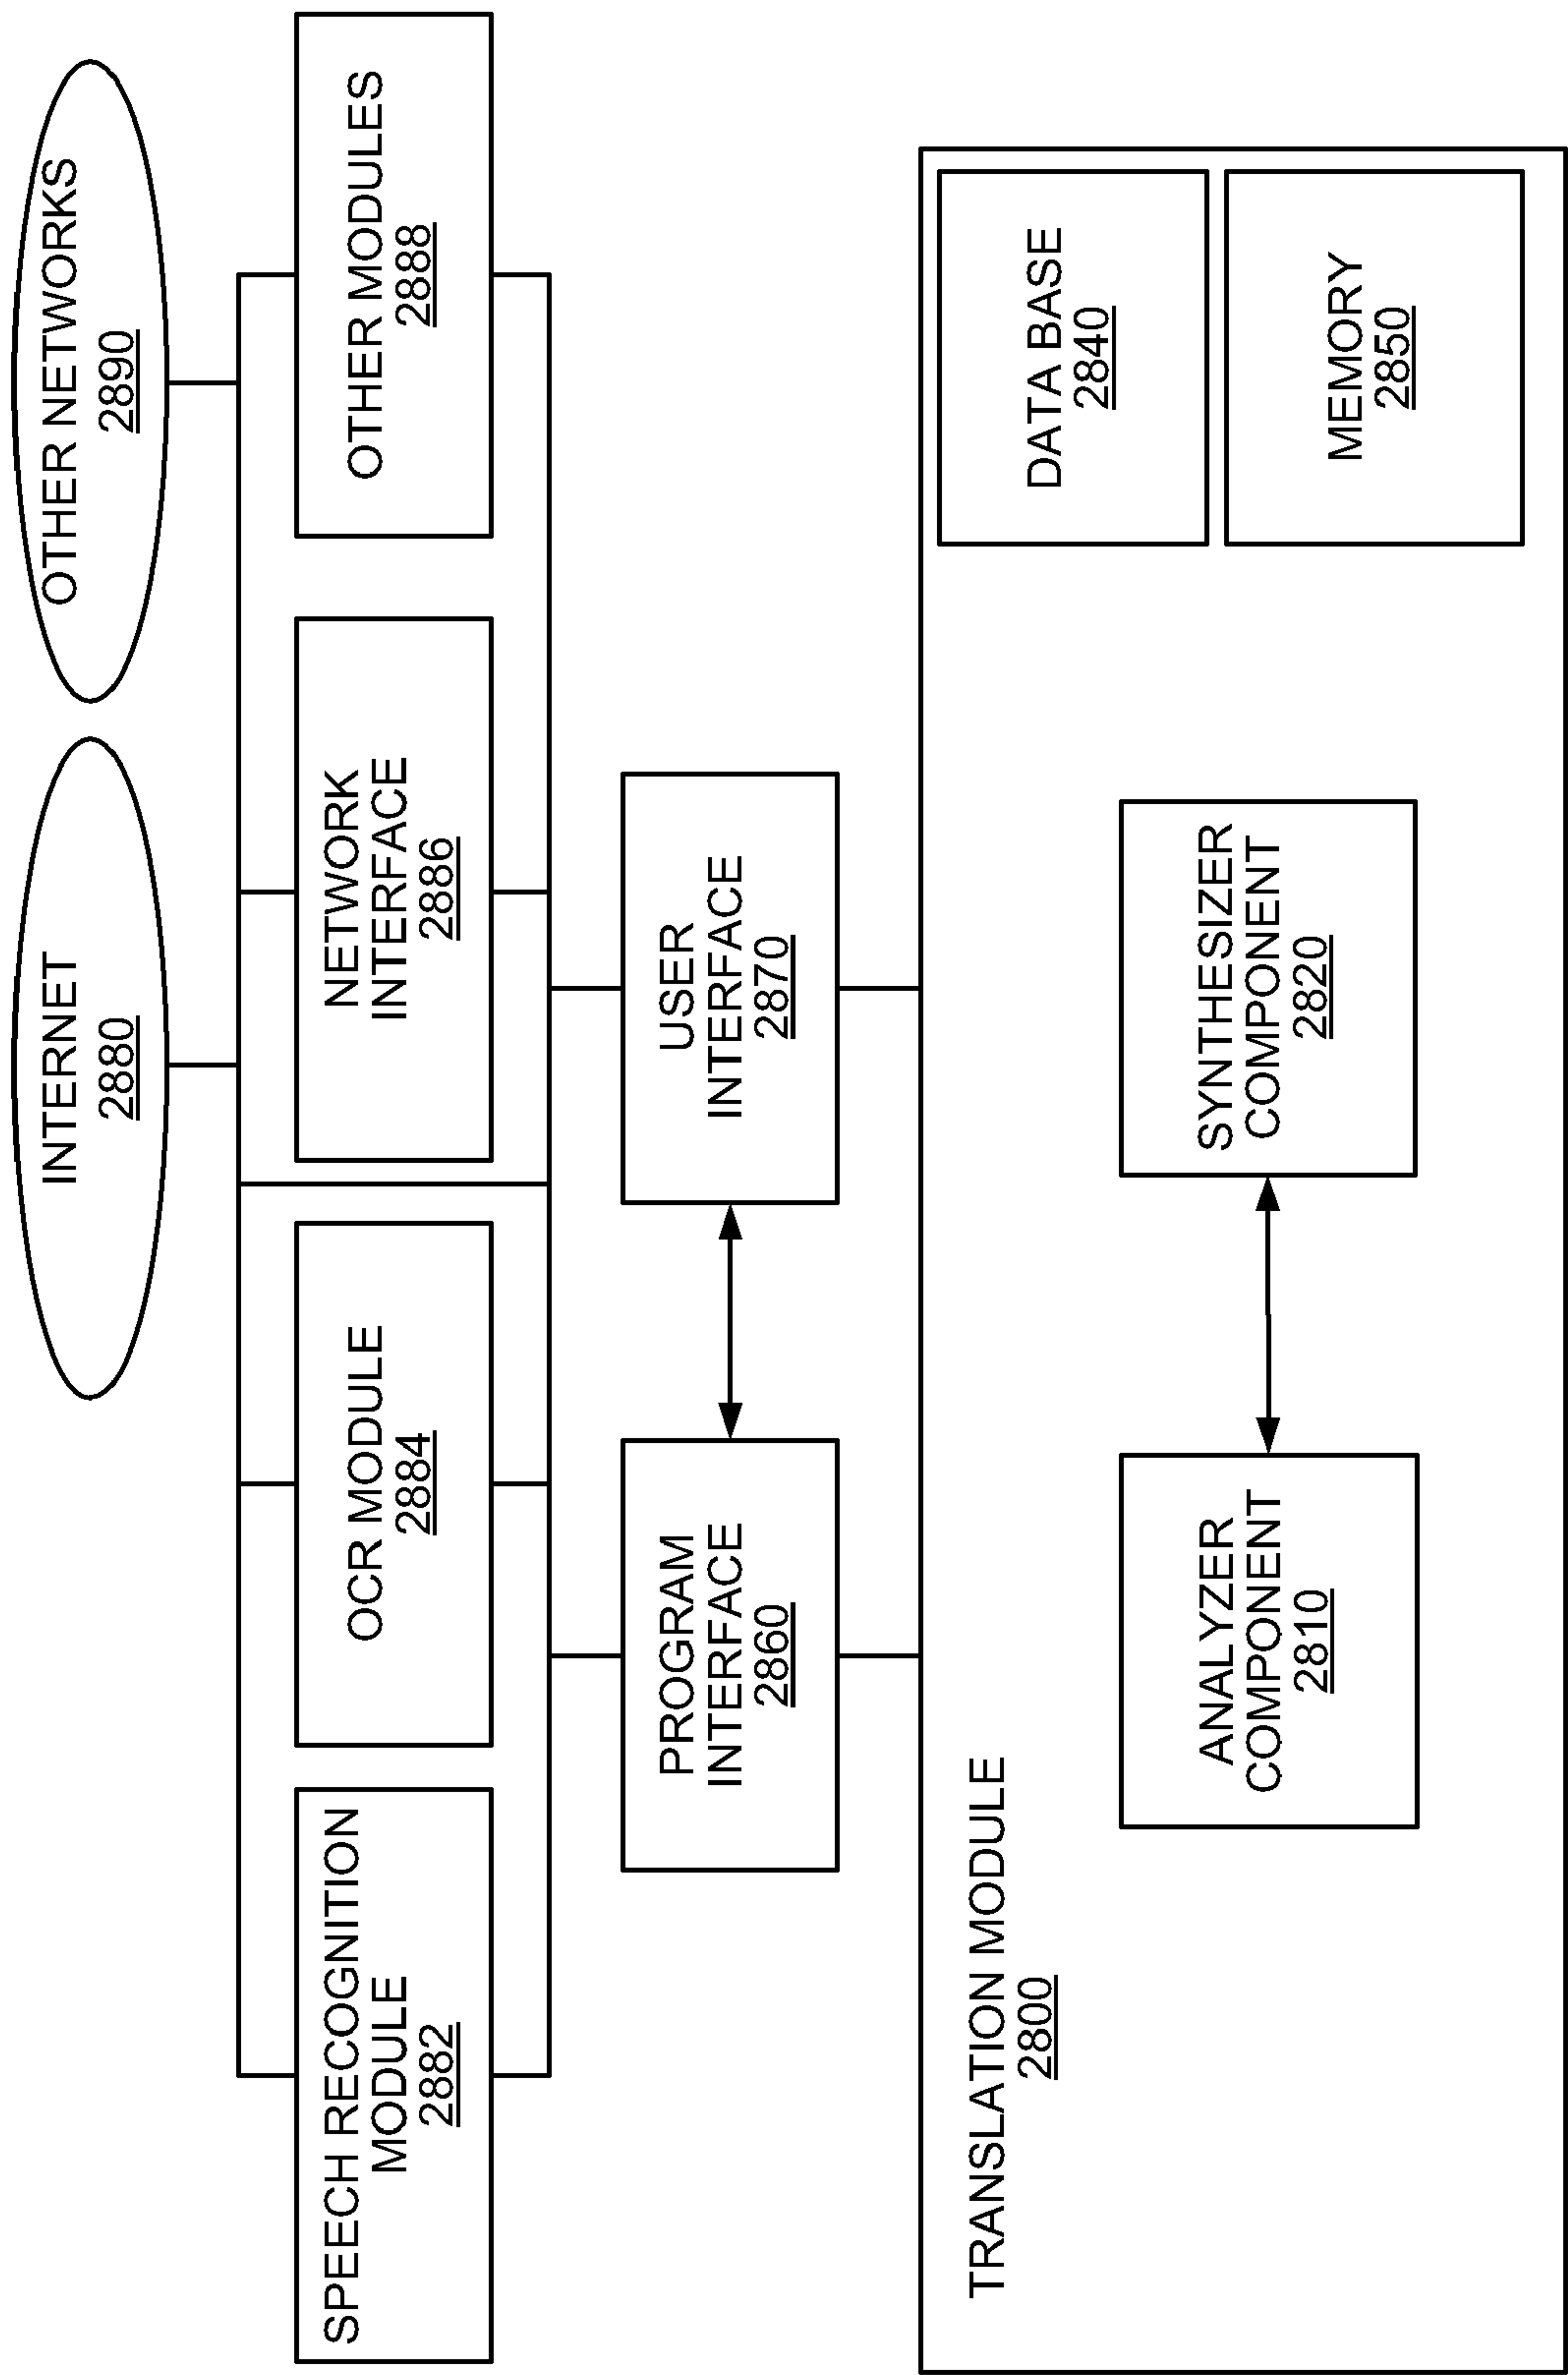 INTERNET
2880
OTHER NETWORKS
2890
SPEECH RECOGNITION
MODULE
2882
OCR MODULE
2884
NETWORK
INTERFACE
2886
OTHER MODULES
2888
PROGRAM
INTERFACE
2860
USER
INTERFACE
2870
TRANSLATION MODULE
2800
ANALYZER
COMPONENT
2810
SYNTHESIZER
COMPONENT
2820
DATA BASE
2840
MEMORY
2850